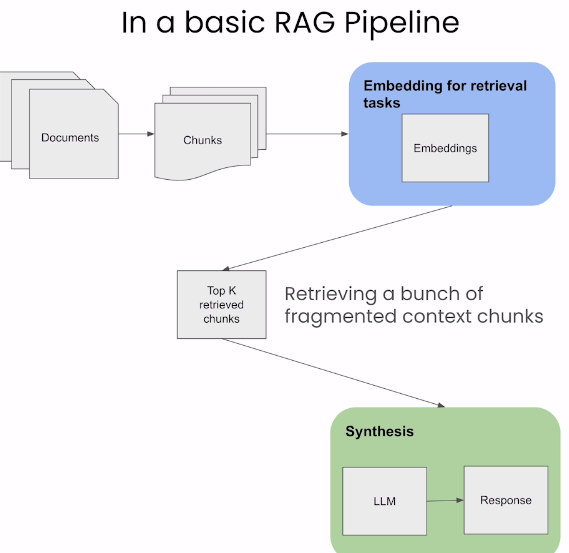 In a basic RAG Pipeline
Embedding for retrieval
tasks
Documents
Chunks
Embeddings
Top K
retrieved
chunks
Retrieving a bunch of
fragmented context chunks
Synthesis
LLM
Response